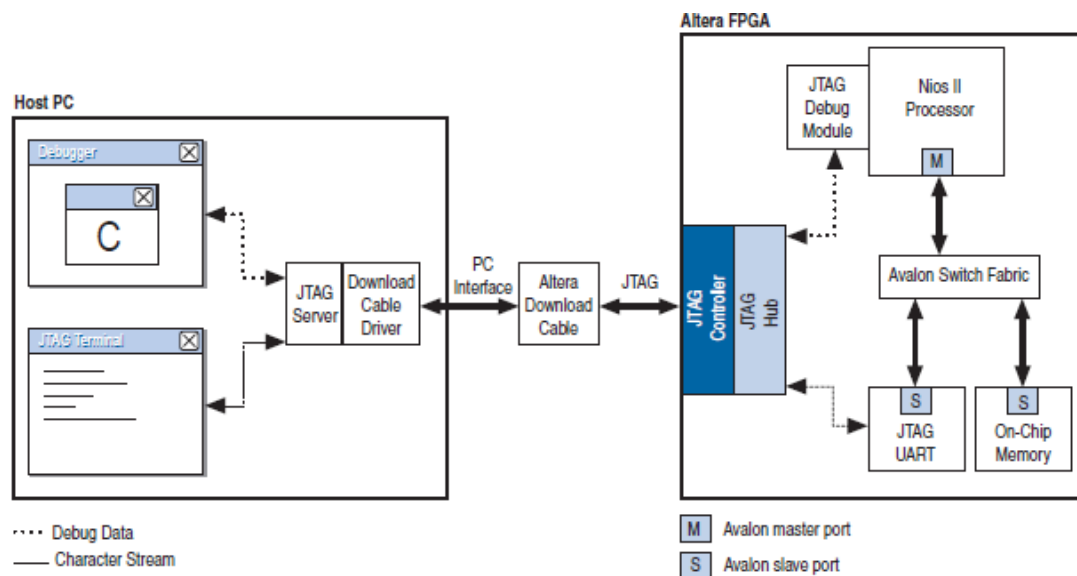 Altera FPGA
Host PC
Debugger
C
JTAG Terminal
JTAG
Server
Download
Cable
Driver
PC
Interface
Altera
Download
Cable
JTAG
JTAG
Controller
JTAG
Hub
JTAG
Debug
Module
Nios II
Processor
M
Avalon Switch Fabric
S
JTAG
UART
S
On-Chip
Memory
Debug Data
Character Stream
M Avalon master port
S Avalon slave port